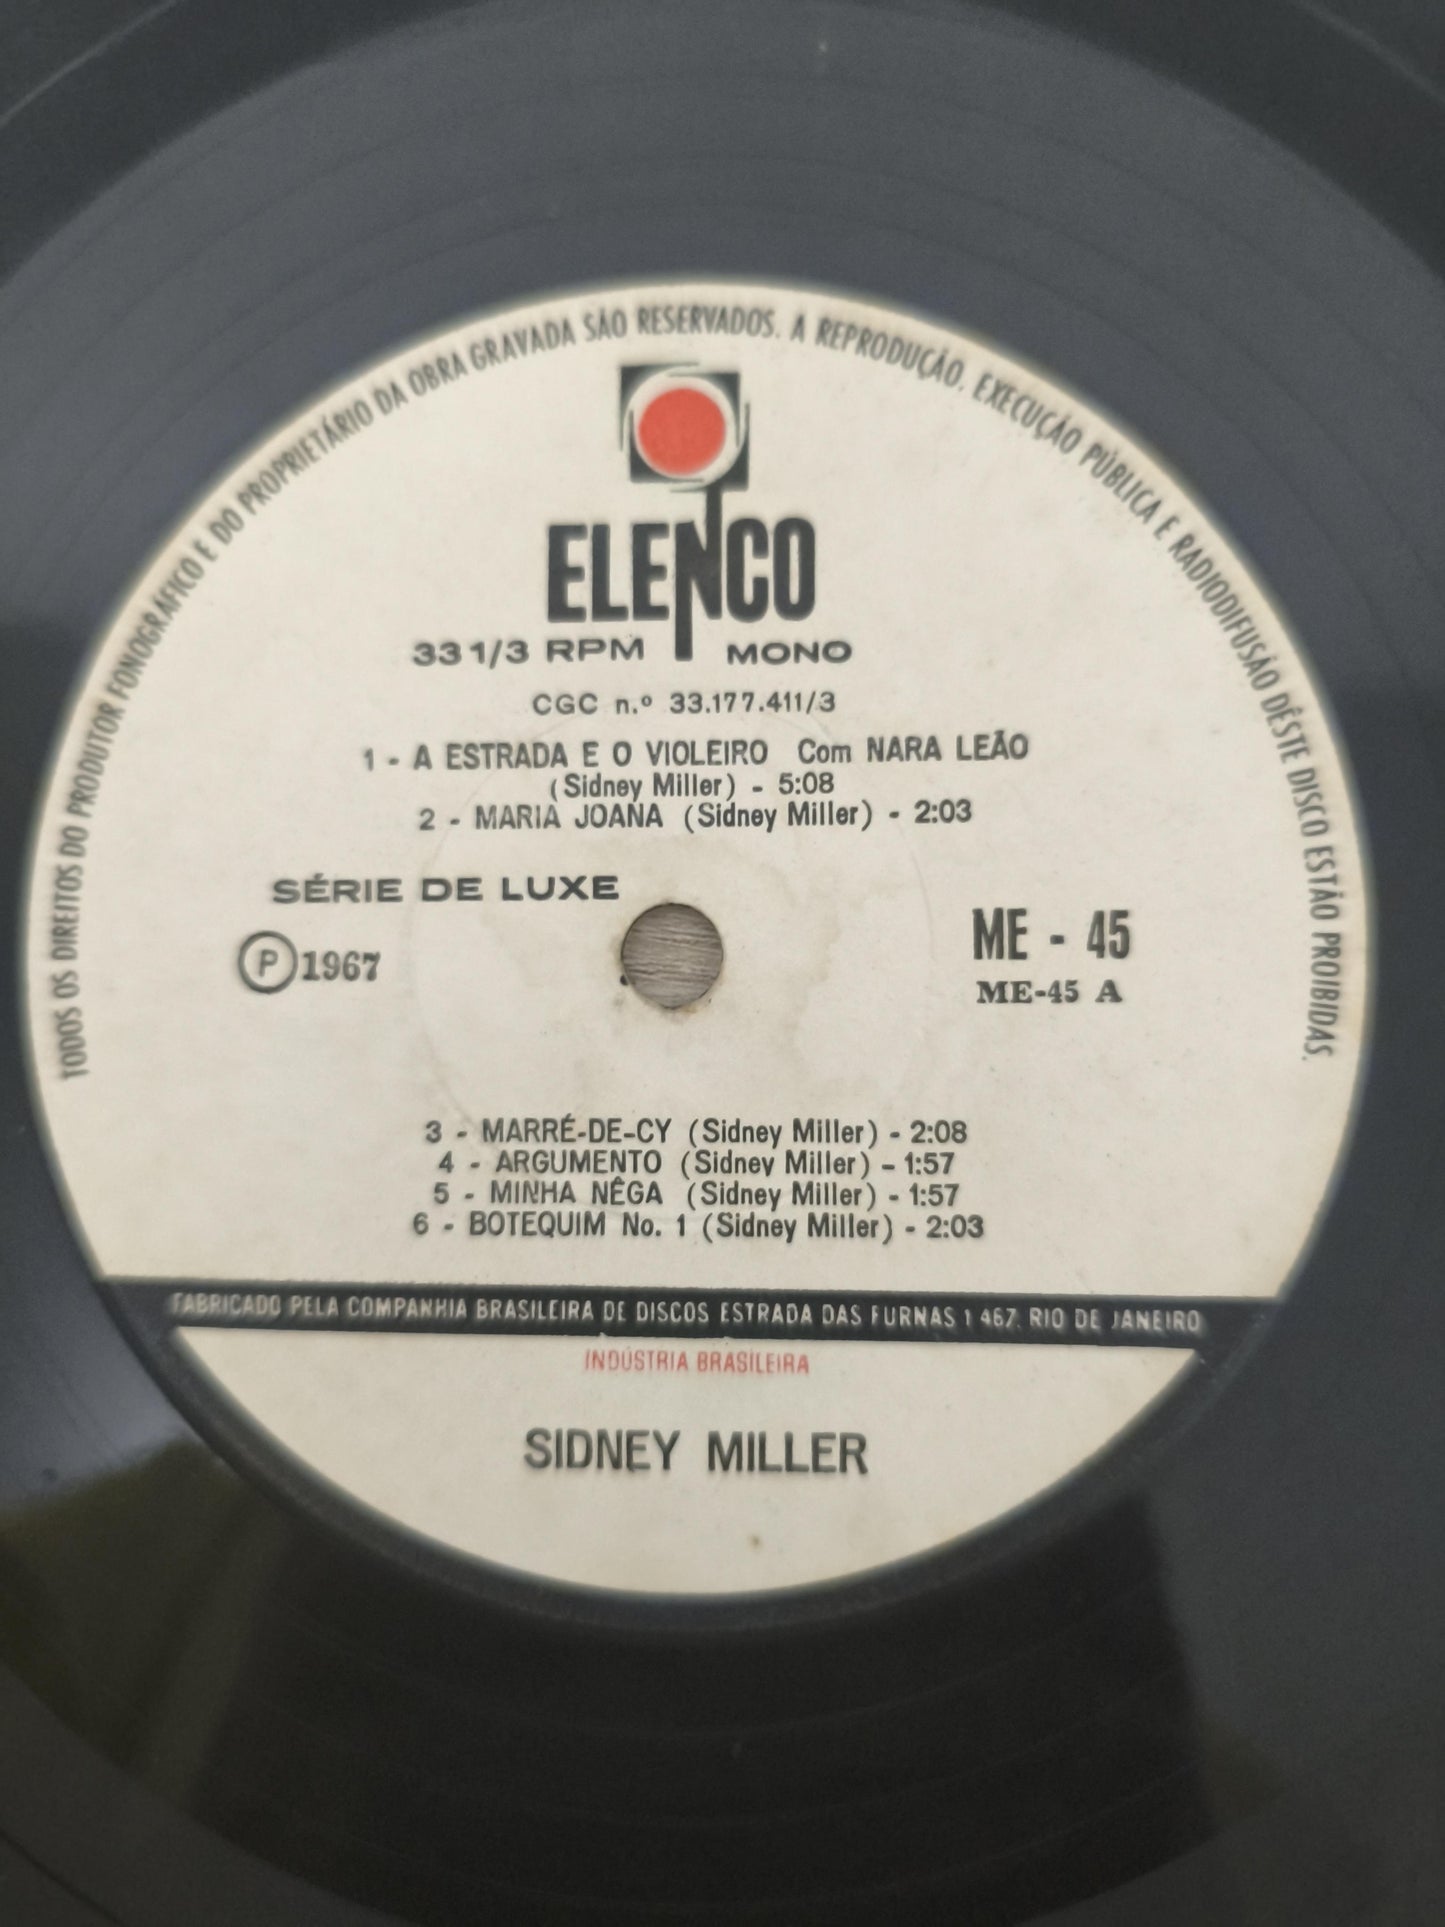 TODOS OS DIREITOS DO PRODUTOR FONOGRÁFICO E DO PROPRIETÁRIO DA OBRA GRAVADA SÃO RESERVADOS. A REPRODUÇÃO, EXECUÇÃO PÚBLICA E RADIODIFUSÃO DÊSTE DISCO ESTÃO PROIBIDAS.
ELENCO
33 1/3 RPM MONO
CGC n.º 33.177.411/3
1 - A ESTRADA E O VIOLEIRO Com NARA LEÃO
(Sidney Miller) - 5:08
2 - MARIA JOANA (Sidney Miller) - 2:03
SÉRIE DE LUXE
Ⓟ1967
ME - 45
ME-45 A
3 - MARRÉ-DE-CY (Sidney Miller) - 2:08
4 - ARGUMENTO (Sidney Miller) - 1:57
5 - MINHA NÊGA (Sidney Miller) - 1:57
6 - BOTEQUIM No. 1 (Sidney Miller) - 2:03
FABRICADO PELA COMPANHIA BRASILEIRA DE DISCOS ESTRADA DAS FURNAS 1 467. RIO DE JANEIRO
INDÚSTRIA BRASILEIRA
SIDNEY MILLER